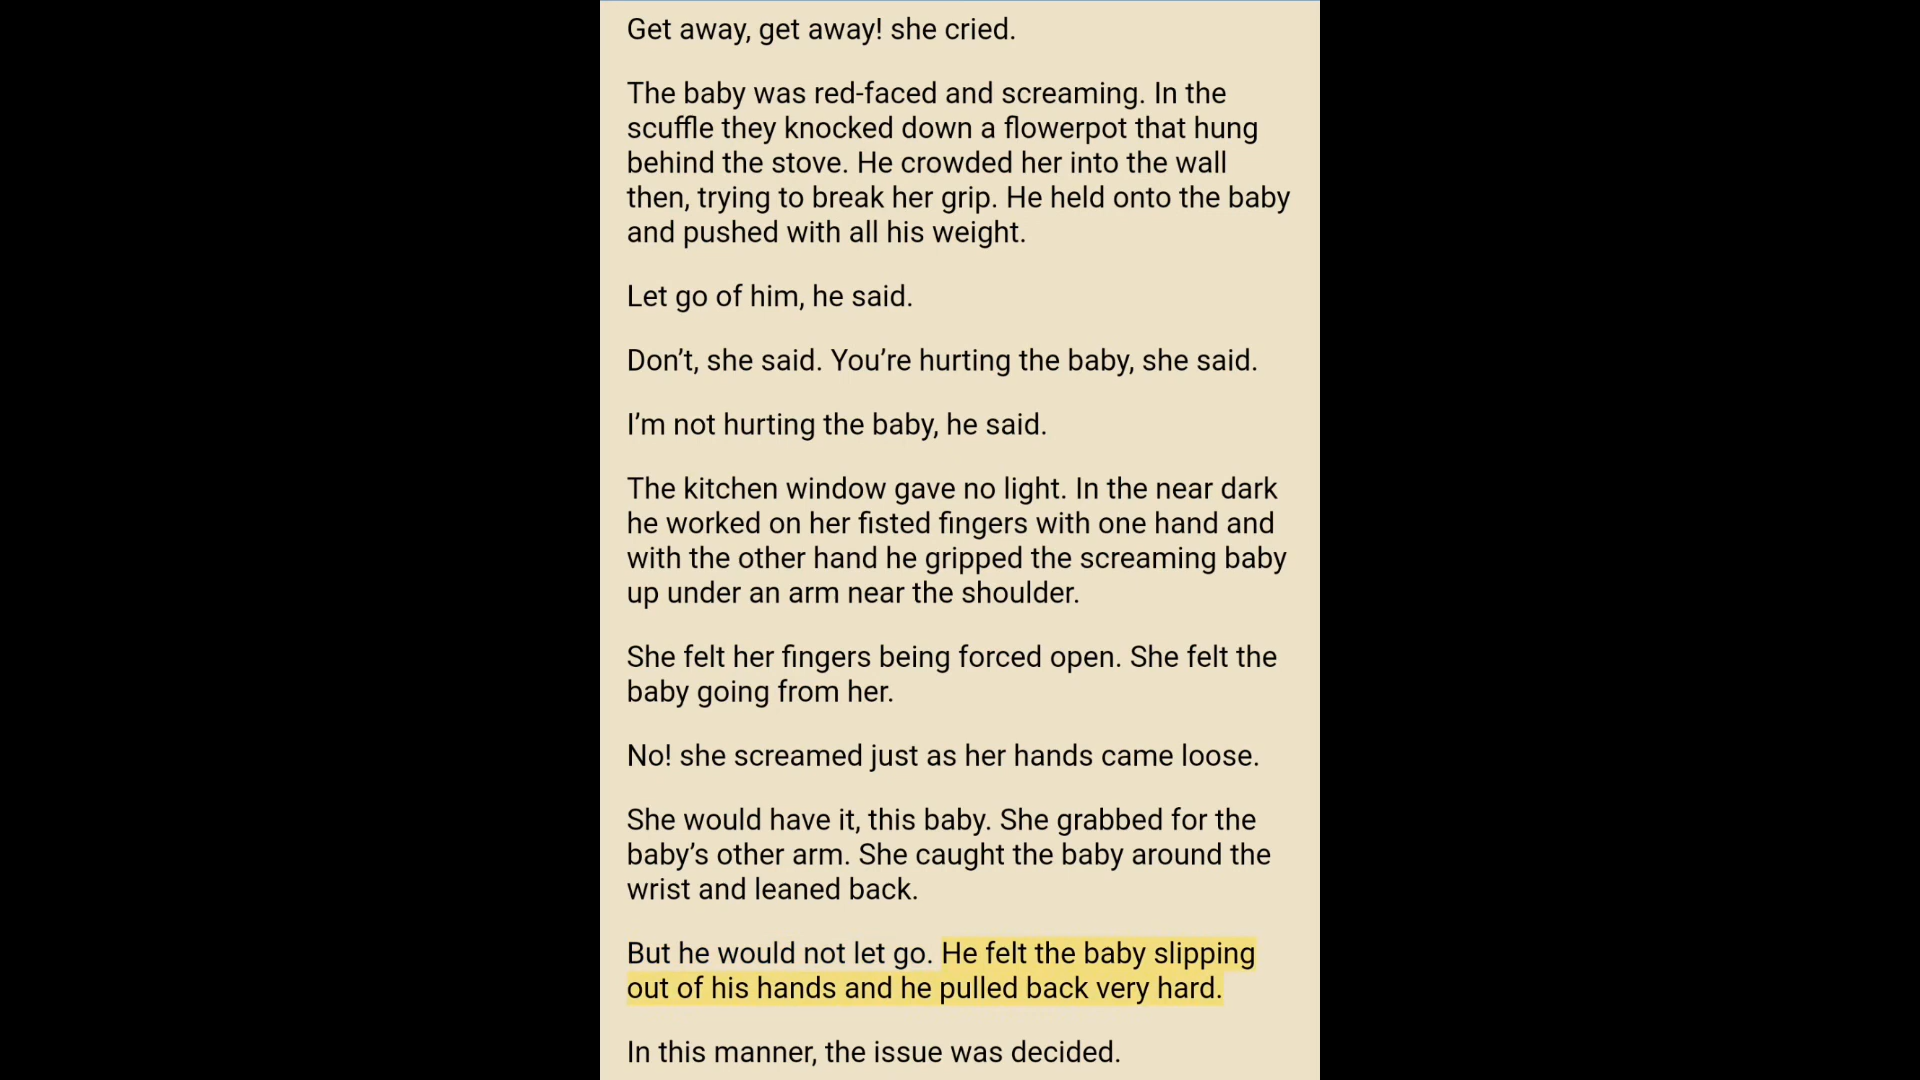 Get away, get away! she cried.
The baby was red-faced and screaming. In the
scuffle they knocked down a flowerpot that hung
behind the stove. He crowded her into the wall
then, trying to break her grip. He held onto the baby
and pushed with all his weight.
Let go of him, he said.
Don’t, she said. You’re hurting the baby, she said.
I’m not hurting the baby, he said.
The kitchen window gave no light. In the near dark
he worked on her fisted fingers with one hand and
with the other hand he gripped the screaming baby
up under an arm near the shoulder.
She felt her fingers being forced open. She felt the
baby going from her.
No! she screamed just as her hands came loose.
She would have it, this baby. She grabbed for the
baby’s other arm. She caught the baby around the
wrist and leaned back.
But he would not let go. He felt the baby slipping
out of his hands and he pulled back very hard.
In this manner, the issue was decided.